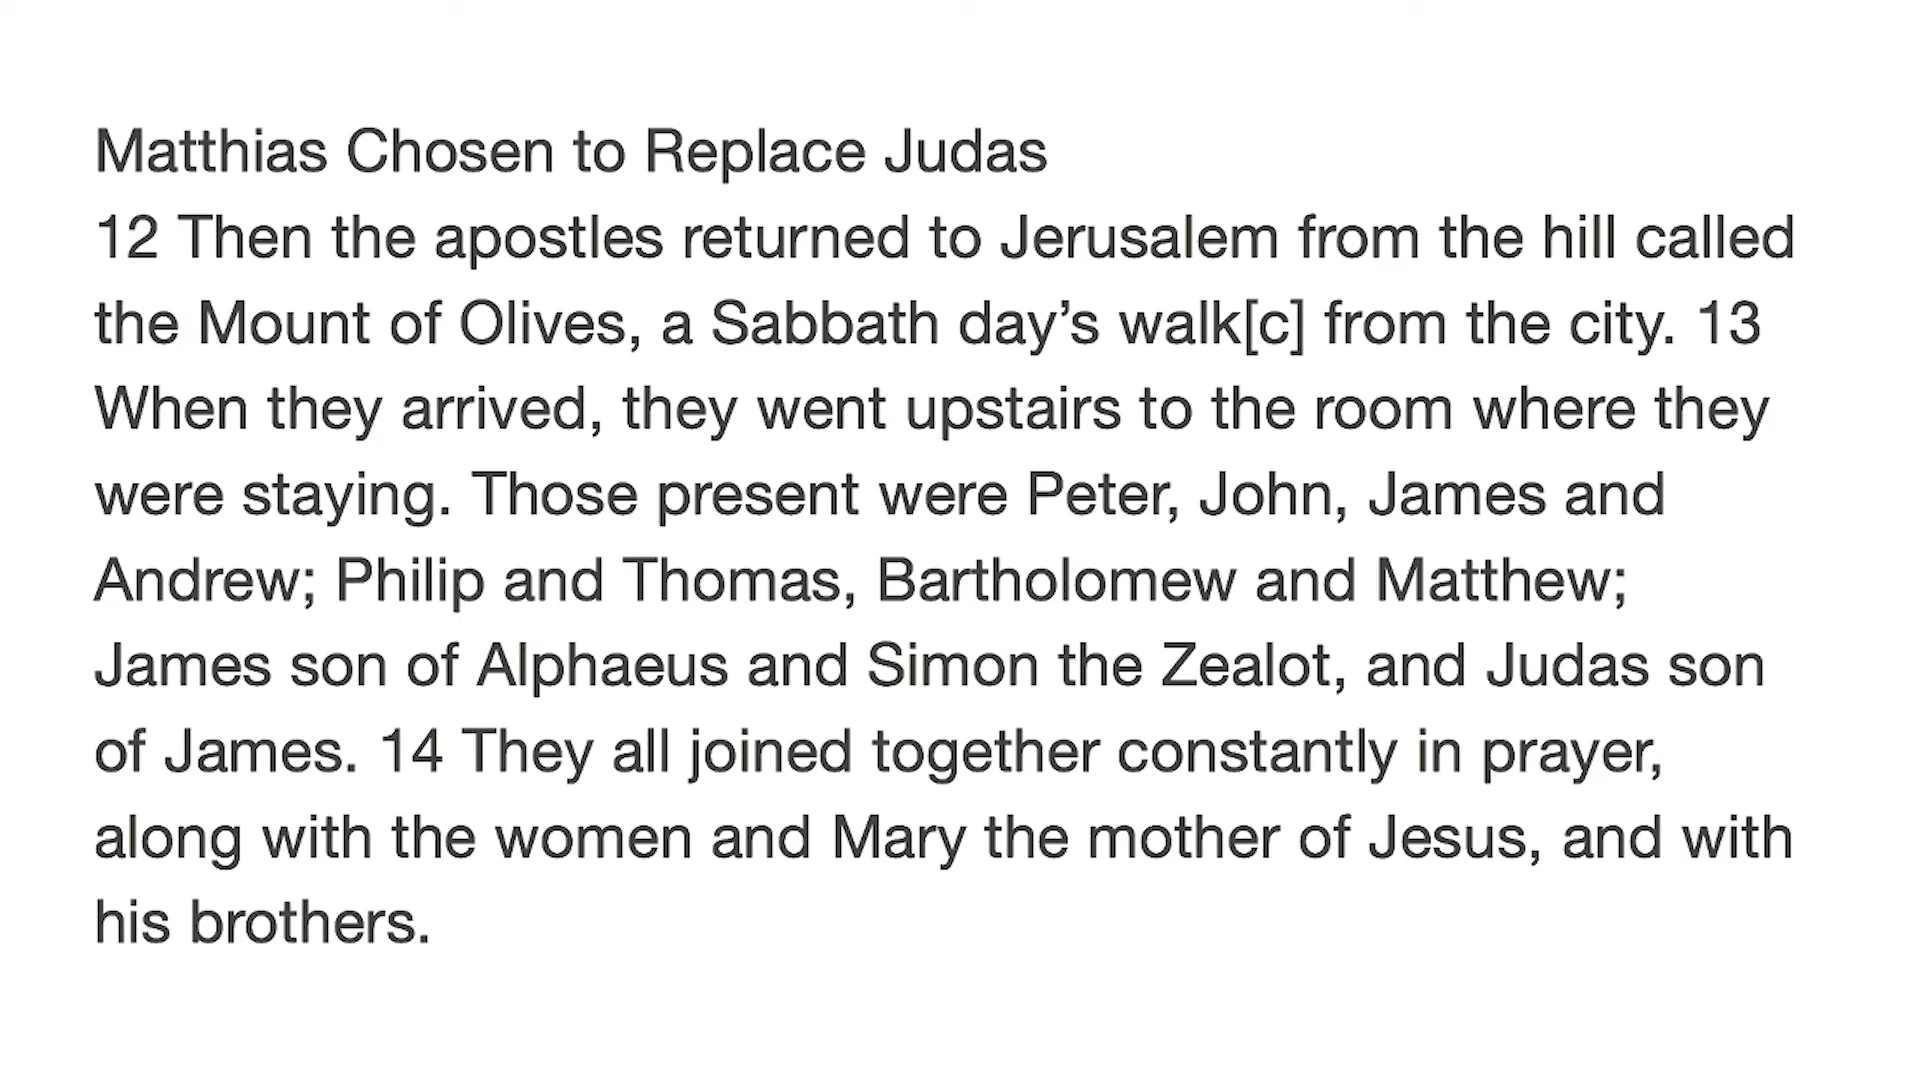 Matthias Chosen to Replace Judas
12 Then the apostles returned to Jerusalem from the hill called
the Mount of Olives, a Sabbath day’s walk[c] from the city. 13
When they arrived, they went upstairs to the room where they
were staying. Those present were Peter, John, James and
Andrew; Philip and Thomas, Bartholomew and Matthew;
James son of Alphaeus and Simon the Zealot, and Judas son
of James. 14 They all joined together constantly in prayer,
along with the women and Mary the mother of Jesus, and with
his brothers.